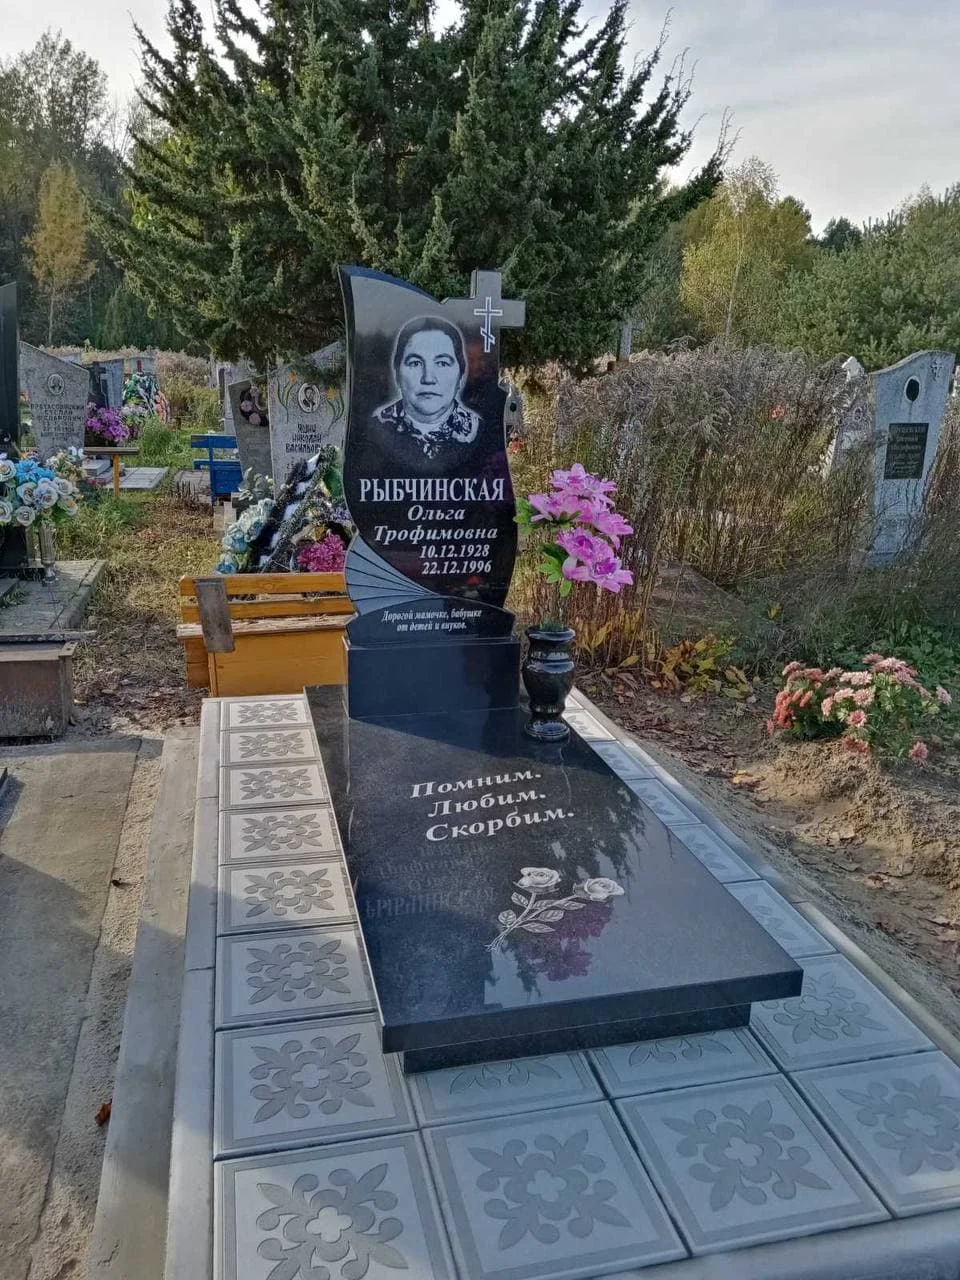 РЫБЧИНСКАЯ
Ольга
Трофимовна
10.12.1928
22.12.1996
Дорогой мамочке, бабушке
от детей и внуков.
Помним.
Любим.
Скорбим.